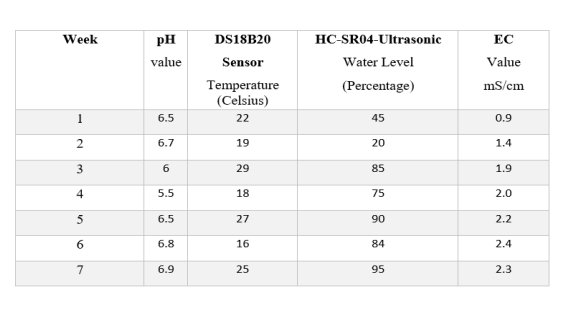 Week pH DS18B20 HC-SR04-Ultrasonic EC
value Sensor Water Level Value
Temperature (Percentage) mS/cm
(Celsius)
1 6.5 22 45 0.9
2 6.7 19 20 1.4
3 6 29 85 1.9
4 5.5 18 75 2.0
5 6.5 27 90 2.2
6 6.8 16 84 2.4
7 6.9 25 95 2.3